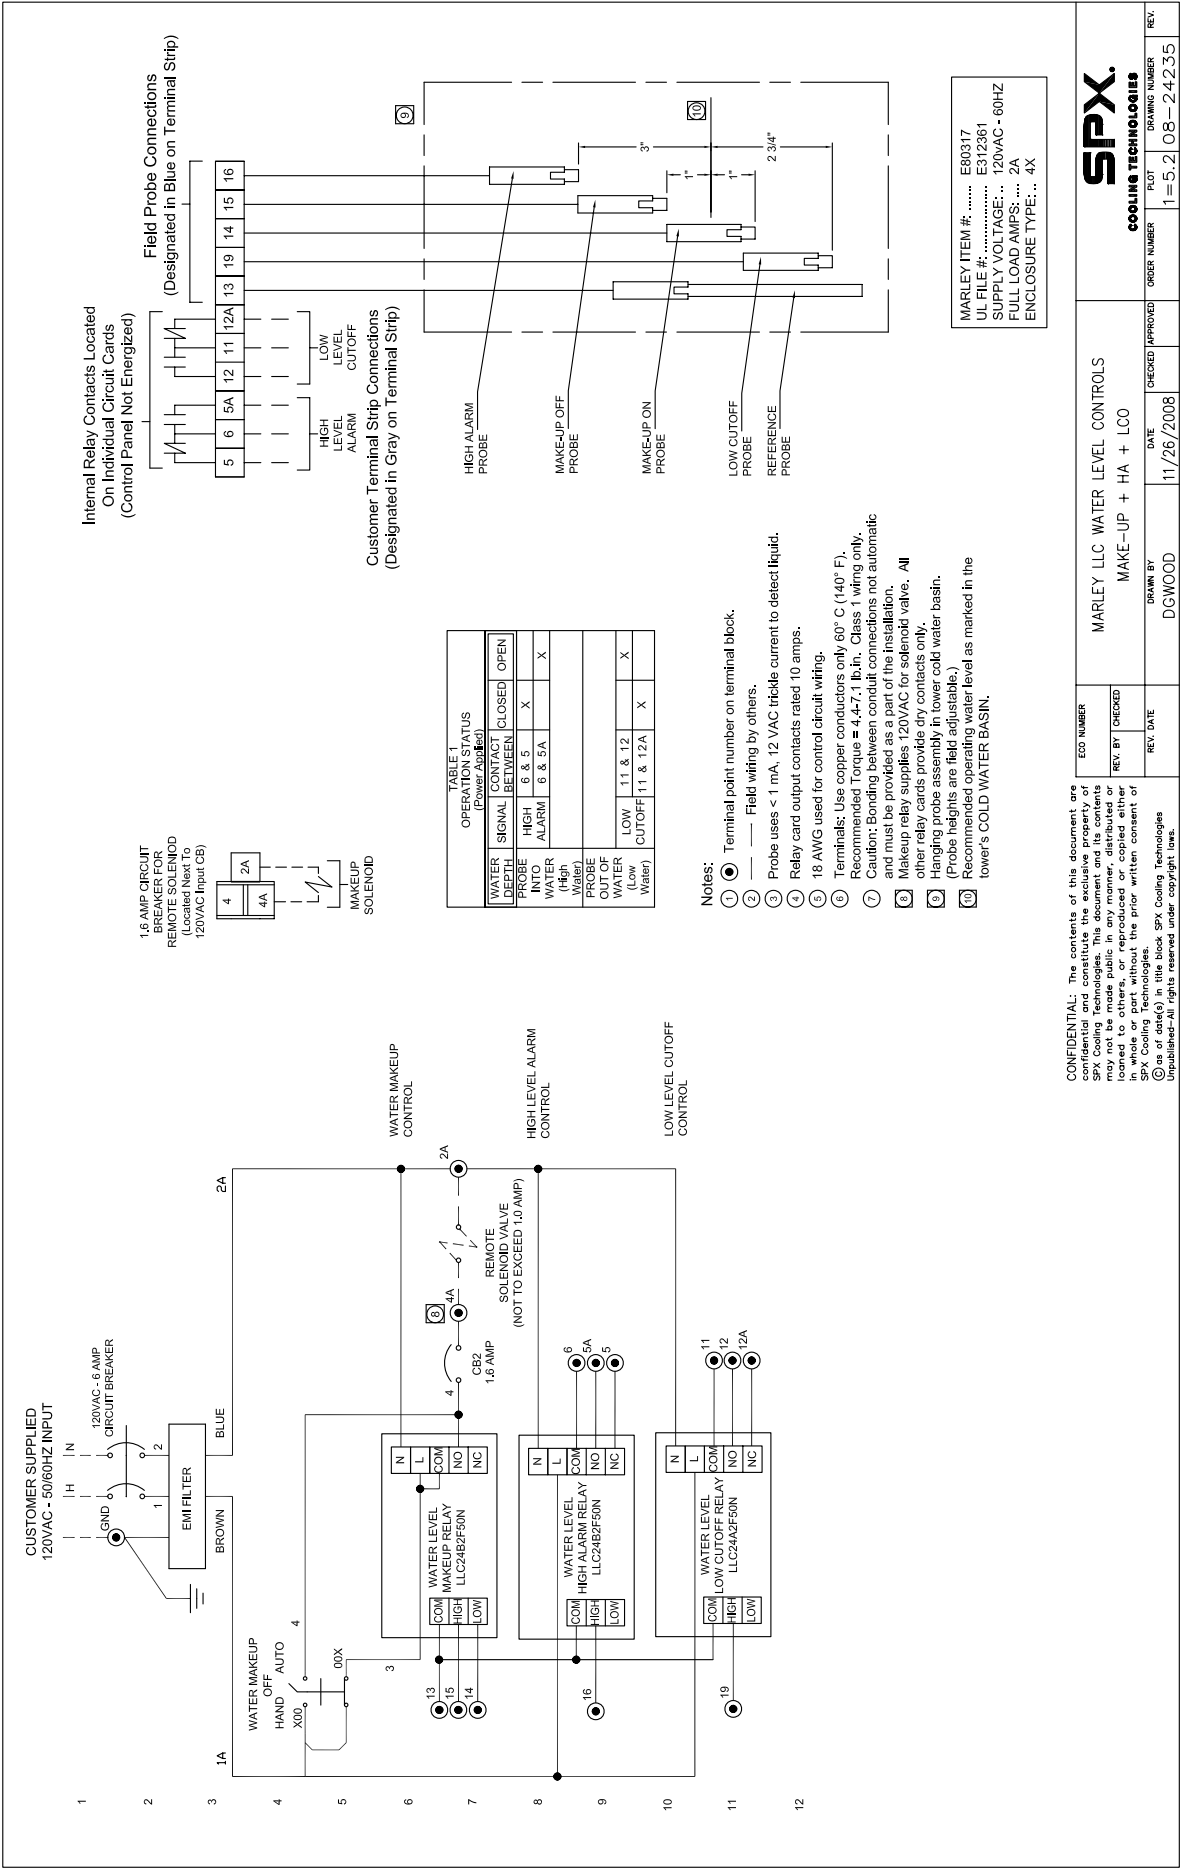 CUSTOMER SUPPLIED
120VAC - 50/60HZ INPUT
H
N
120VAC - 6 AMP
CIRCUIT BREAKER
GND
1
2
EMI FILTER
BROWN
BLUE
1A
2A
1
2
3
4
5
6
7
8
9
10
11
12
WATER MAKEUP
OFF
HAND
AUTO
X00
4
00X
3
WATER MAKEUP
CONTROL
WATER LEVEL
MAKEUP RELAY
LLC24B2F50N
COM
HIGH
LOW
N
L
COM
NO
NC
13
15
14
4
CB2
1.6 AMP
8
4A
2A
REMOTE
SOLENOID VALVE
(NOT TO EXCEED 1.0 AMP)
HIGH LEVEL ALARM
CONTROL
WATER LEVEL
HIGH ALARM RELAY
LLC24B2F50N
COM
HIGH
LOW
N
L
COM
NO
NC
16
6
5A
5
LOW LEVEL CUTOFF
CONTROL
WATER LEVEL
LOW CUTOFF RELAY
LLC24A2F50N
COM
HIGH
LOW
N
L
COM
NO
NC
19
11
12
12A
1.6 AMP CIRCUIT
BREAKER FOR
REMOTE SOLENIOD
(Located Next To
120VAC Input CB)
4
4A
2A
MAKEUP
SOLENOID
TABLE 1
OPERATION STATUS
(Power Applied)
WATER DEPTH SIGNAL CONTACT BETWEEN CLOSED OPEN
PROBE INTO WATER (High Water)
HIGH ALARM
6 & 5 X
6 & 5A X
PROBE OUT OF WATER (Low Water)
LOW CUTOFF
11 & 12 X
11 & 12A X
Notes:
1 Terminal point number on terminal block.
2 Field wiring by others.
3 Probe uses < 1 mA, 12 VAC trickle current to detect liquid.
4 Relay card output contacts rated 10 amps.
5 18 AWG used for control circuit wiring.
6 Terminals: Use copper conductors only 60° C (140° F).
Recommended Torque = 4.4-7.1 lb.in. Class 1 wirng only.
7 Caution: Bonding between conduit connections not automatic
and must be provided as a part of the installation.
8 Makeup relay supplies 120VAC for solenoid valve. All
other relay cards provide dry contacts only.
9 Hanging probe assembly in tower cold water basin.
(Probe heights are field adjustable.)
10 Recommended operating water level as marked in the
tower's COLD WATER BASIN.
Internal Relay Contacts Located
On Individual Circuit Cards
(Control Panel Not Energized)
Field Probe Connections
(Designated in Blue on Terminal Strip)
5
6
5A
12
11
12A
13
19
14
15
16
HIGH
LEVEL
ALARM
LOW
LEVEL
CUTOFF
Customer Terminal Strip Connections
(Designated in Gray on Terminal Strip)
9
10
HIGH ALARM
PROBE
MAKE-UP OFF
PROBE
MAKE-UP ON
PROBE
LOW CUTOFF
PROBE
REFERENCE
PROBE
3"
1"
1"
2 3/4"
MARLEY ITEM #: ....... E80317
UL FILE #: ............... E312361
SUPPLY VOLTAGE: .. 120vAC - 60HZ
FULL LOAD AMPS: .... 2A
ENCLOSURE TYPE: .. 4X
CONFIDENTIAL: The contents of this document are
confidential and constitute the exclusive property of
SPX Cooling Technologies. This document and its contents
may not be made public in any manner, distributed or
loaned to others, or reproduced or copied either
in whole or part without the prior written consent of
SPX Cooling Technologies.
© as of date(s) in title block SPX Cooling Technologies
Unpublished—All rights reserved under copyright laws.
ECO NUMBER
REV. BY
CHECKED
REV. DATE
MARLEY LLC WATER LEVEL CONTROLS
MAKE-UP + HA + LCO
DRAWN BY
DGWOOD
DATE
11/26/2008
CHECKED
APPROVED
SPX.
COOLING TECHNOLOGIES
ORDER NUMBER
PLOT
1=5.2
DRAWING NUMBER
08-24235
REV.